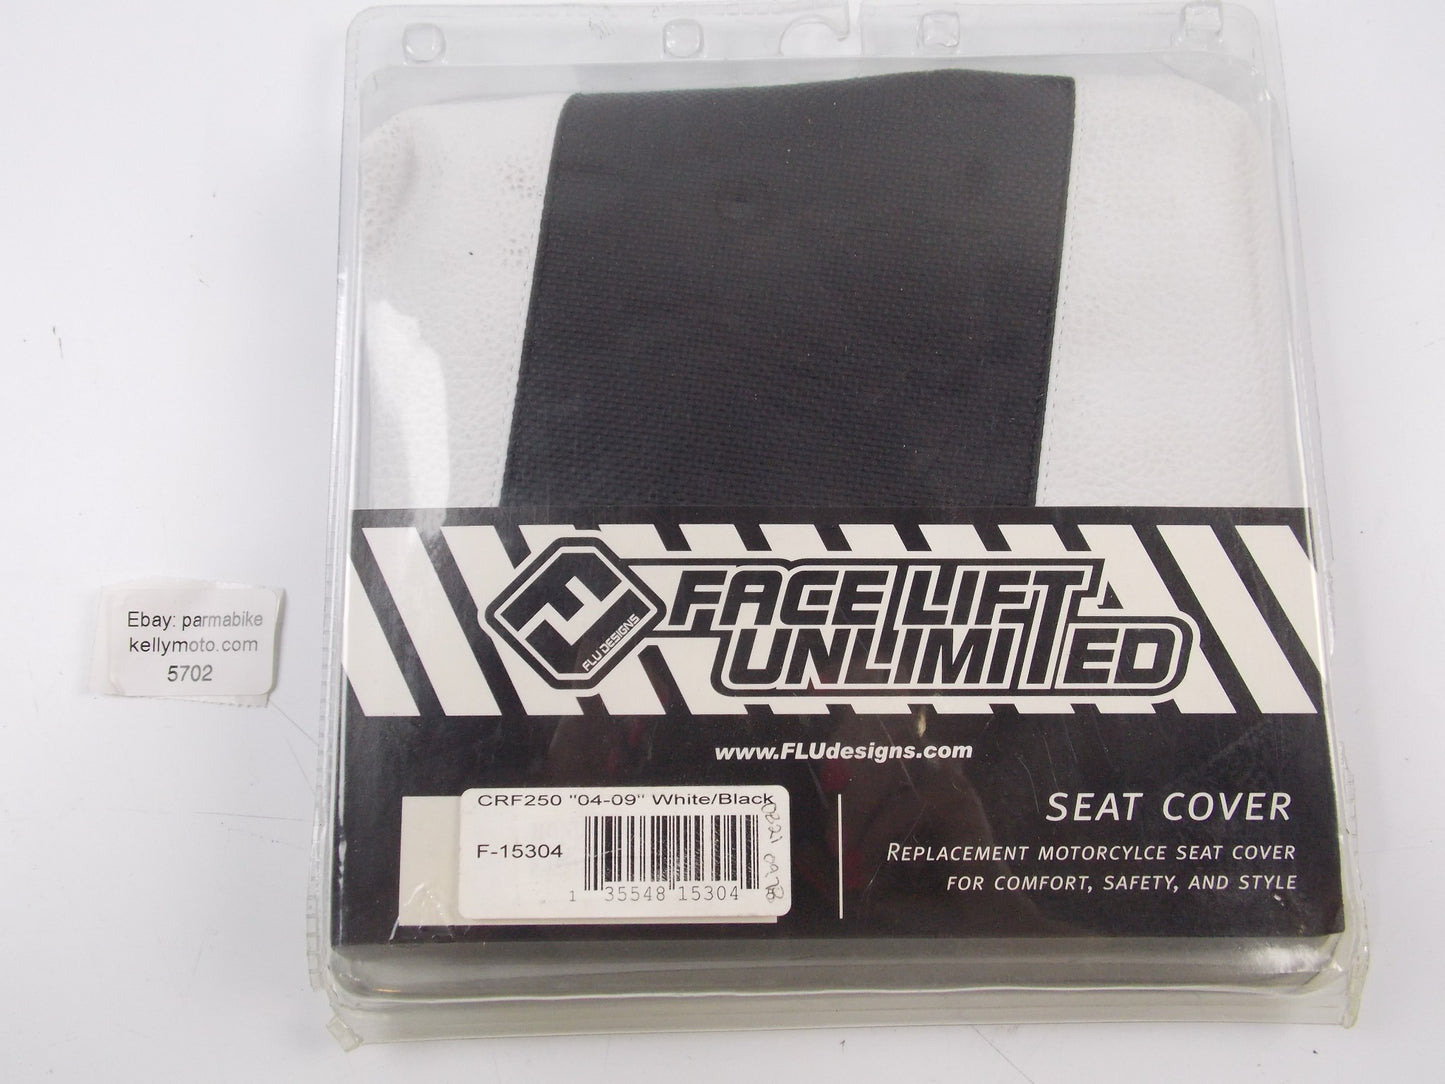 Ebay: parmabike
kellymoto.com
5702
FLU DESIGNS
FACE LIFT
UNLIMITED
www.FLUdesigns.com
CRF250 "04-09" White/Black
F-15304
1 35548 15304
SEAT COVER
REPLACEMENT MOTORCYLCE SEAT COVER
FOR COMFORT, SAFETY, AND STYLE